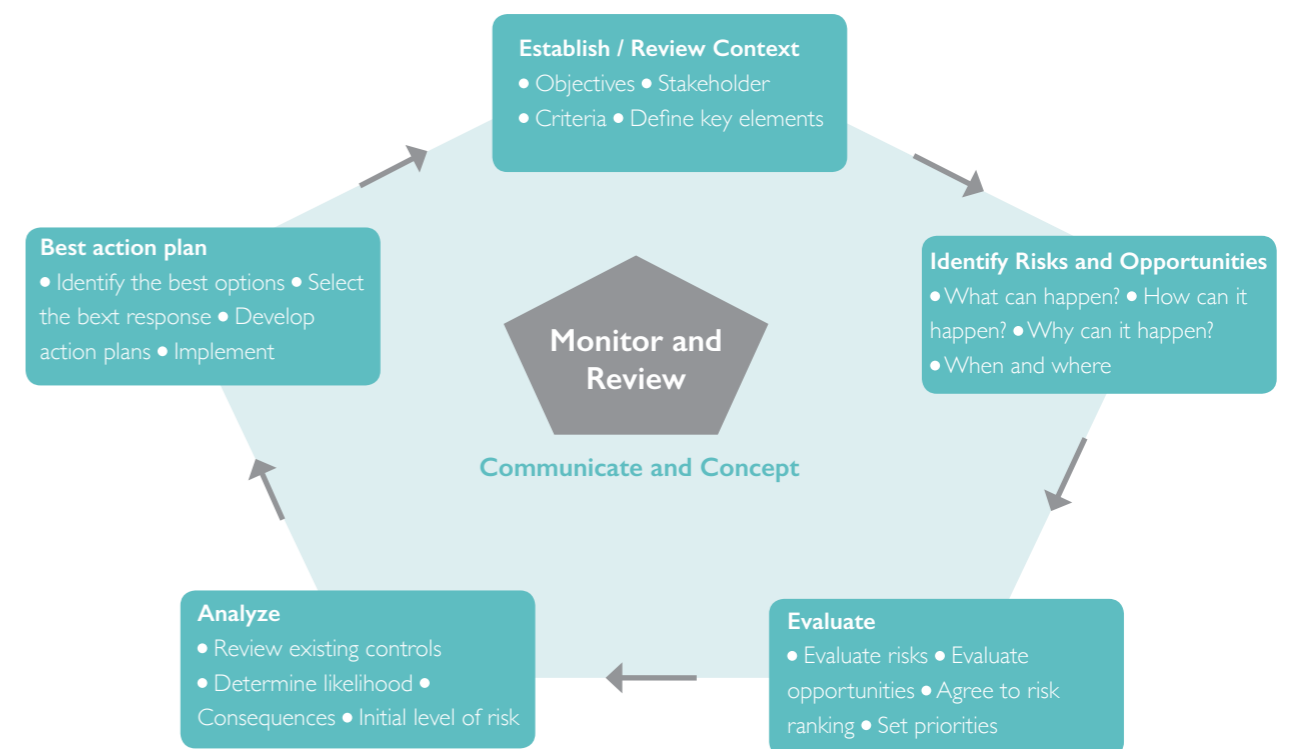 Establish / Review Context
• Objectives • Stakeholder
• Criteria • Define key elements
Best action plan
• Identify the best options • Select
the bext response • Develop
action plans • Implement
Identify Risks and Opportunities
• What can happen? • How can it
happen? • Why can it happen?
• When and where
Monitor and
Review
Communicate and Concept
Analyze
• Review existing controls
• Determine likelihood •
Consequences • Initial level of risk
Evaluate
• Evaluate risks • Evaluate
opportunities • Agree to risk
ranking • Set priorities